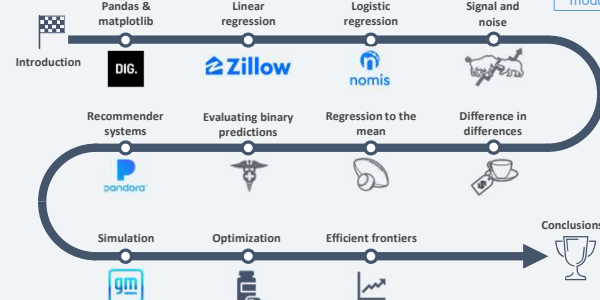 Pandas &
matplotlib
Linear
regression
Logistic
regression
Signal and
noise
Introduction
DIG.
Zillow
nomis
Recommender
systems
Evaluating binary
predictions
Regression to the
mean
Difference in
differences
pandora
$
Simulation
Optimization
Efficient frontiers
Conclusions
gm